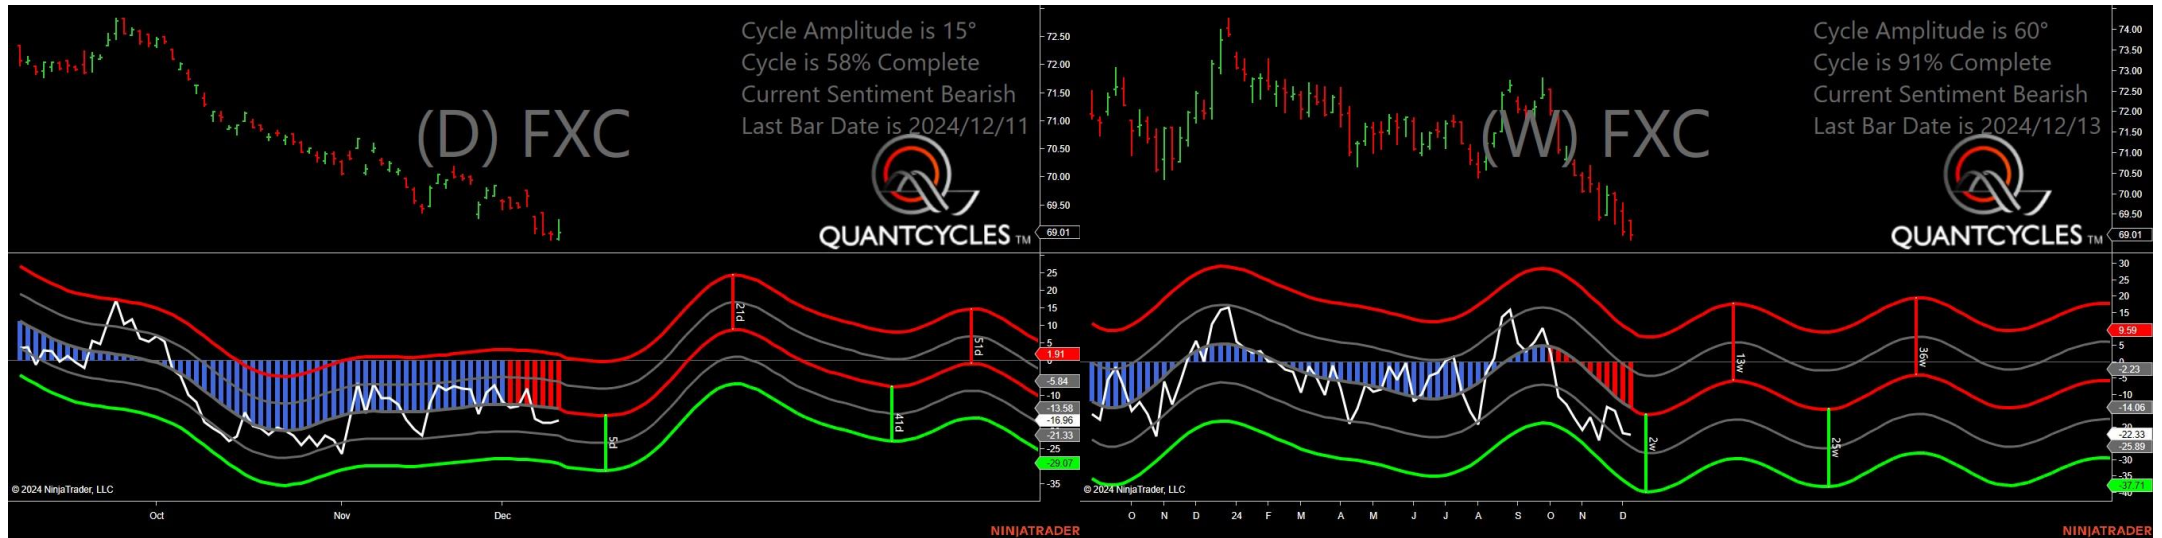 Cycle Amplitude is 15°
Cycle is 58% Complete
Current Sentiment Bearish
Last Bar Date is 2024/12/11
(D) FXC
QUANTCYCLES TM
72.50
72.00
71.50
71.00
70.50
70.00
69.50
69.01
25
20
15
10
5
1.91
-5.84
-10
-13.58
-16.96
-21.33
-25
-29.07
-35
21d
51d
5d
41d
© 2024 NinjaTrader, LLC
Oct
Nov
Dec
NINJATRADER
Cycle Amplitude is 60°
Cycle is 91% Complete
Current Sentiment Bearish
Last Bar Date is 2024/12/13
(W) FXC
QUANTCYCLES TM
74.00
73.50
73.00
72.50
72.00
71.50
71.00
70.50
70.00
69.50
69.01
30
20
15
9.59
5
-2.23
-5
-10
-14.06
-22.33
-25.89
-30
-37.71
13w
36w
2w
25w
© 2024 NinjaTrader, LLC
O
N
D
24
F
M
A
M
J
J
A
S
O
N
D
NINJATRADER